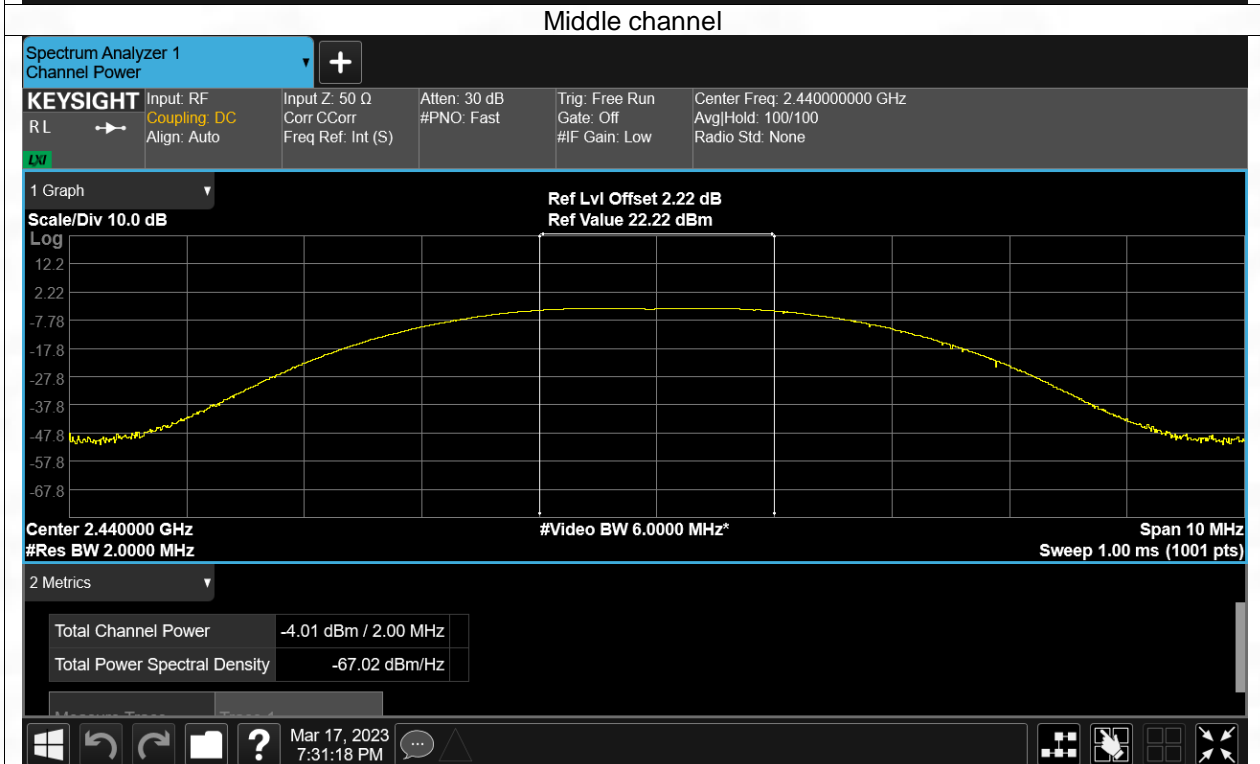 Middle channel
Spectrum Analyzer 1
Channel Power
KEYSIGHT
RL
LXI
Input: RF
Coupling: DC
Align: Auto
Input Z: 50 Ω
Corr CCorr
Freq Ref: Int (S)
Atten: 30 dB
#PNO: Fast
Trig: Free Run
Gate: Off
#IF Gain: Low
Center Freq: 2.440000000 GHz
Avg|Hold: 100/100
Radio Std: None
1 Graph
Scale/Div 10.0 dB
Ref Lvl Offset 2.22 dB
Ref Value 22.22 dBm
Log
12.2
2.22
-7.78
-17.8
-27.8
-37.8
-47.8
-57.8
-67.8
Center 2.440000 GHz
#Video BW 6.0000 MHz*
Span 10 MHz
#Res BW 2.0000 MHz
Sweep 1.00 ms (1001 pts)
2 Metrics
Total Channel Power -4.01 dBm / 2.00 MHz
Total Power Spectral Density -67.02 dBm/Hz
Mar 17, 2023
7:31:18 PM